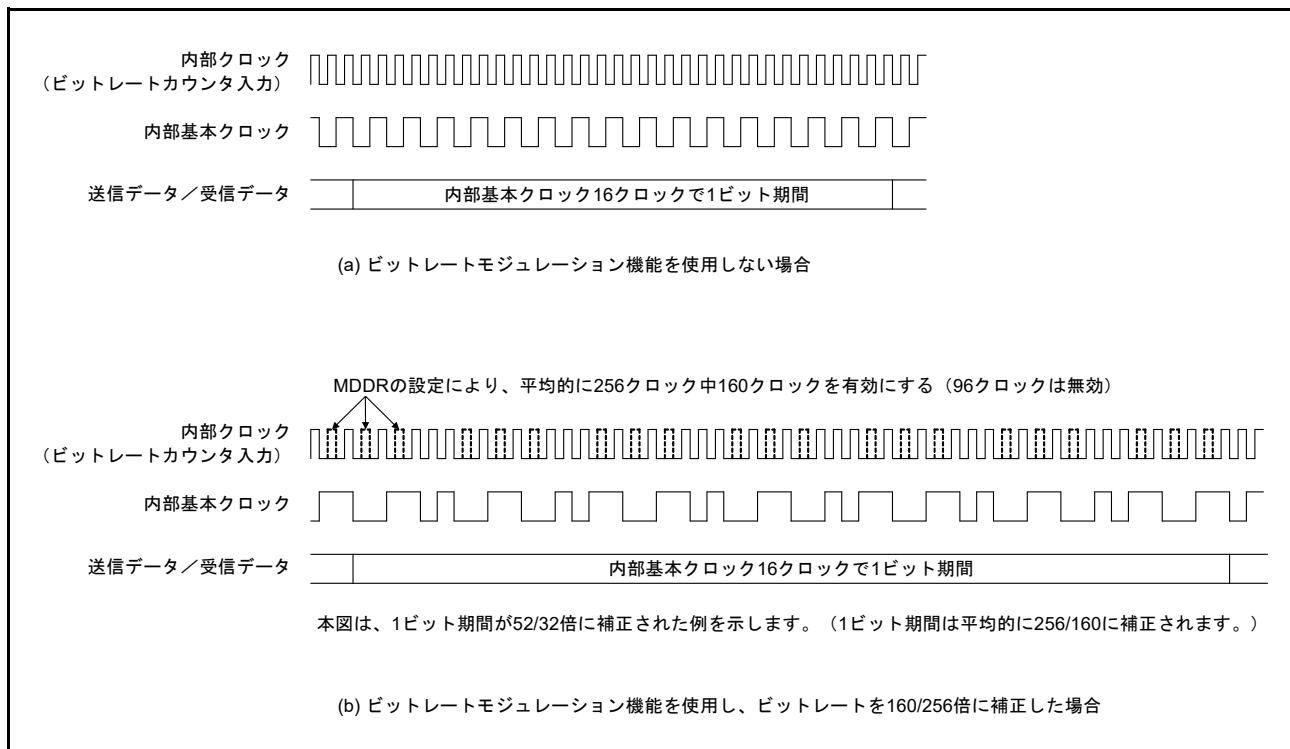 内部クロック
（ビットレートカウンタ入力）
内部基本クロック
送信データ／受信データ
内部基本クロック16クロックで1ビット期間
(a) ビットレートモジュレーション機能を使用しない場合
MDDRの設定により、平均的に256クロック中160クロックを有効にする（96クロックは無効）
内部クロック
（ビットレートカウンタ入力）
内部基本クロック
送信データ／受信データ
内部基本クロック16クロックで1ビット期間
本図は、1ビット期間が52/32倍に補正された例を示します。（1ビット期間は平均的に256/160に補正されます。）
(b) ビットレートモジュレーション機能を使用し、ビットレートを160/256倍に補正した場合